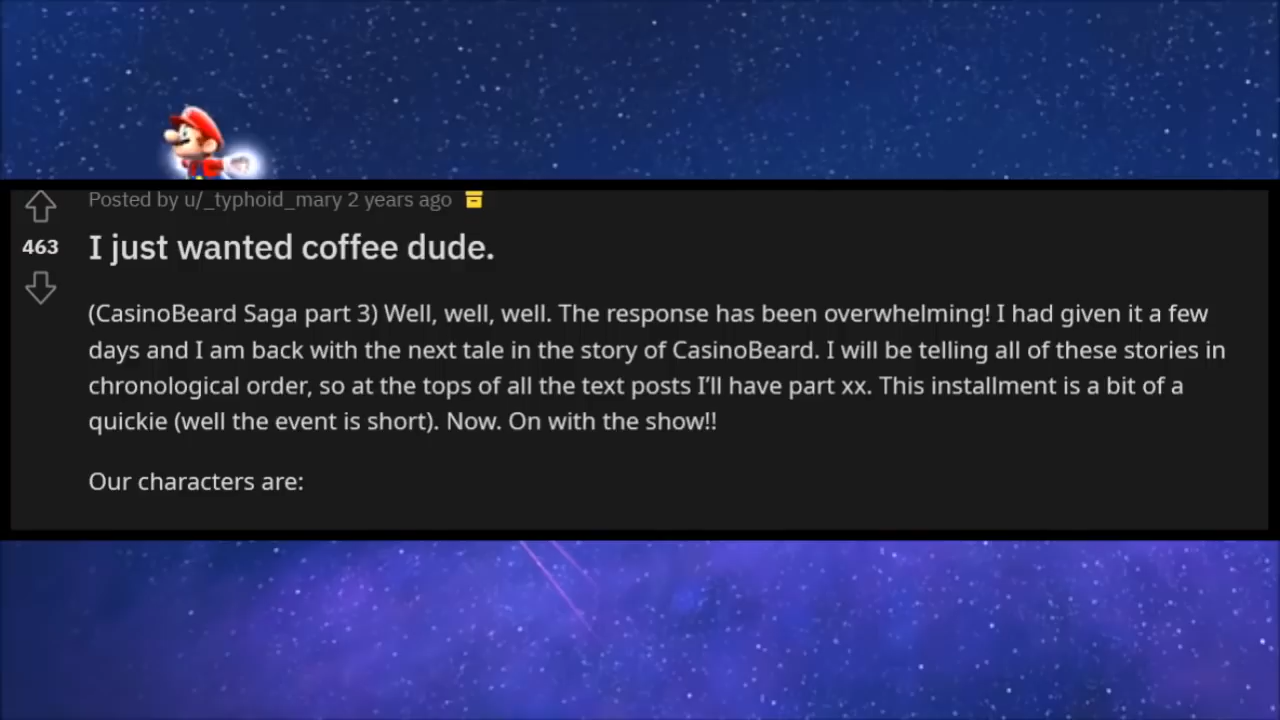 Posted by u/_typhoid_mary 2 years ago
463
I just wanted coffee dude.
(CasinoBeard Saga part 3) Well, well, well. The response has been overwhelming! I had given it a few
days and I am back with the next tale in the story of CasinoBeard. I will be telling all of these stories in
chronological order, so at the tops of all the text posts I’ll have part xx. This installment is a bit of a
quickie (well the event is short). Now. On with the show!!
Our characters are: